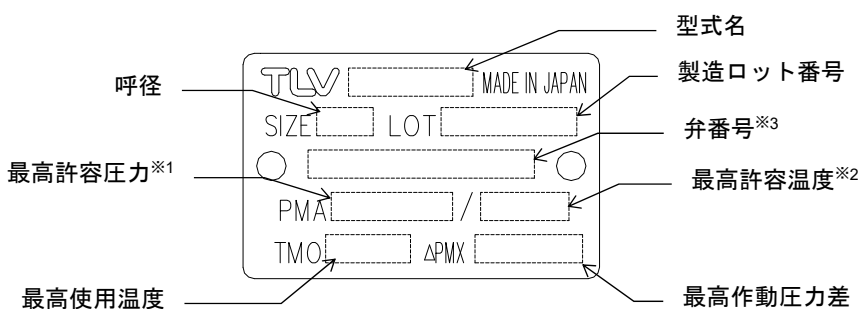 型式名
TLV MADE IN JAPAN
製造ロット番号
呼径
SIZE LOT
弁番号※3
最高許容圧力※1
最高許容温度※2
PMA /
TMO ΔPMX
最高使用温度
最高作動圧力差